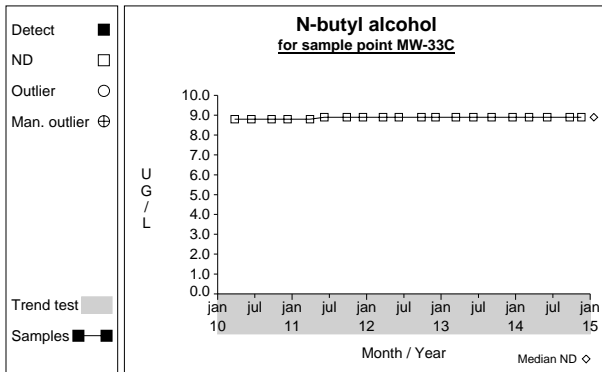 Detect
ND
Outlier
Man. outlier
Trend test
Samples
N-butyl alcohol
for sample point MW-33C
U
G
/
L
10.0
9.0
8.0
7.0
6.0
5.0
4.0
3.0
2.0
1.0
0.0
jan jul jan jul jan jul jan jul jan jul jan
10 11 12 13 14 15
Month / Year
Median ND